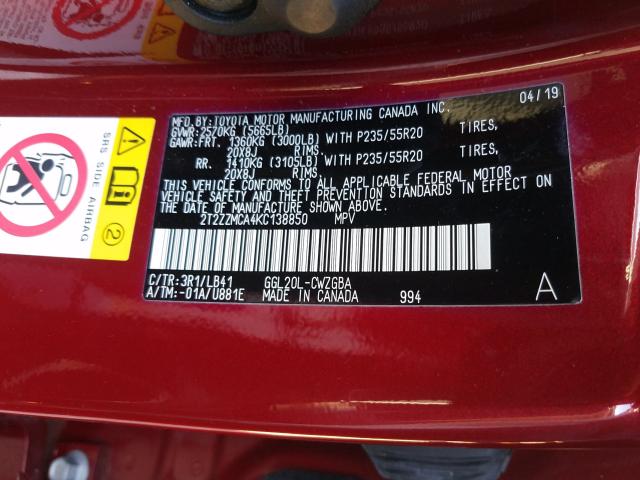 MFD. BY:TOYOTA MOTOR MANUFACTURING CANADA INC. 04/19
GVWR: 2570KG (5665LB)
GAWR:FRT. 1360KG (3000LB) WITH P235/55R20 TIRES,
20X8J RIMS.
RR. 1410KG (3105LB) WITH P235/55R20 TIRES,
20X8J RIMS.
THIS VEHICLE CONFORMS TO ALL APPLICABLE FEDERAL MOTOR
VEHICLE SAFETY AND THEFT PREVENTION STANDARDS IN EFFECT ON
THE DATE OF MANUFACTURE SHOWN ABOVE.
2T2ZZMCA4KC138850 MPV
C/TR:3R1/LB41 GGL20L-CWZGBA
A/TM:-01A/U881E MADE IN CANADA 994 A
SRS SIDE AIRBAG
2